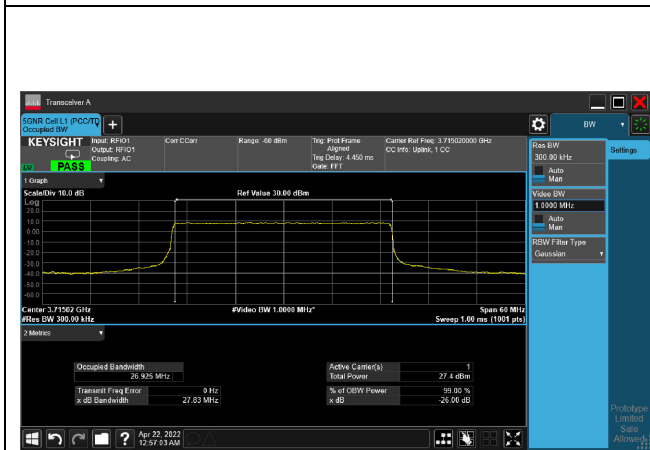 Transceiver A
5GNR Cell L1 (PCC/TD
Occupied BW
BW
KEYSIGHT
LXI
PASS
Input: RFIO1
Output: RFIO1
Coupling: AC
Corr CCorr
Range: -60 dBm
Trig: Prot Frame
Aligned
Trig Delay: 4.450 ms
Gate: FFT
Carrier Ref Freq: 3.715020000 GHz
CC Info: Uplink, 1 CC
1 Graph
Scale/Div 10.0 dB
Ref Value 30.00 dBm
Log
20.0
10.0
0.00
-10.0
-20.0
-30.0
-40.0
-50.0
-60.0
Center 3.71502 GHz
#Video BW 1.0000 MHz*
Span 60 MHz
#Res BW 300.00 kHz
Sweep 1.00 ms (1001 pts)
2 Metrics
Occupied Bandwidth
26.925 MHz
Active Carrier(s) 1
Total Power 27.4 dBm
Transmit Freq Error 0 Hz
x dB Bandwidth 27.83 MHz
% of OBW Power 99.00 %
x dB -26.00 dB
Res BW
300.00 kHz
Auto
Man
Video BW
1.0000 MHz
Auto
Man
RBW Filter Type
Gaussian
Settings
Prototype
Limited
Sale
Allowed
?
Apr 22, 2022
12:57:03 AM